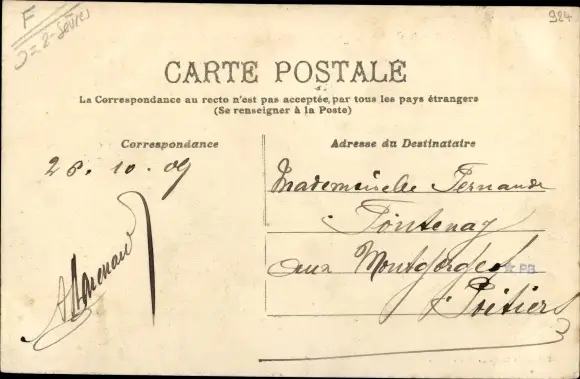 F
D=2-Sèvres
924
CARTE POSTALE
La Correspondance au recto n'est pas acceptée, par tous les pays étrangers
(Se renseigner à la Poste)
Correspondance
Adresse du Destinataire
26. 10. 09
Mademoiselle Fernande
Fontenay
aux Montgorges
PB
Poitiers